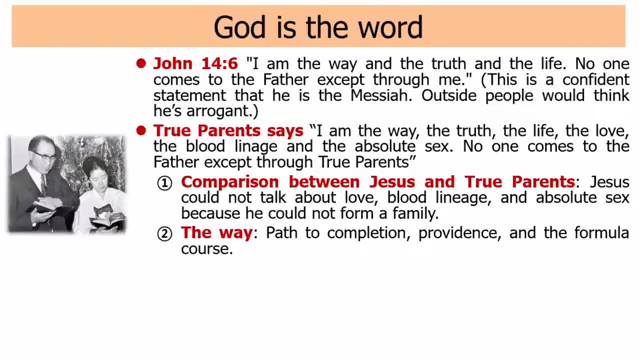 God is the word
● John 14:6 "I am the way and the truth and the life. No one
comes to the Father except through me." (This is a confident
statement that he is the Messiah. Outside people would think
he's arrogant.)
● True Parents says “I am the way, the truth, the life, the love,
the blood linage and the absolute sex. No one comes to the
Father except through True Parents”
① Comparison between Jesus and True Parents: Jesus
could not talk about love, blood lineage, and absolute sex
because he could not form a family.
② The way: Path to completion, providence, and the formula
course.